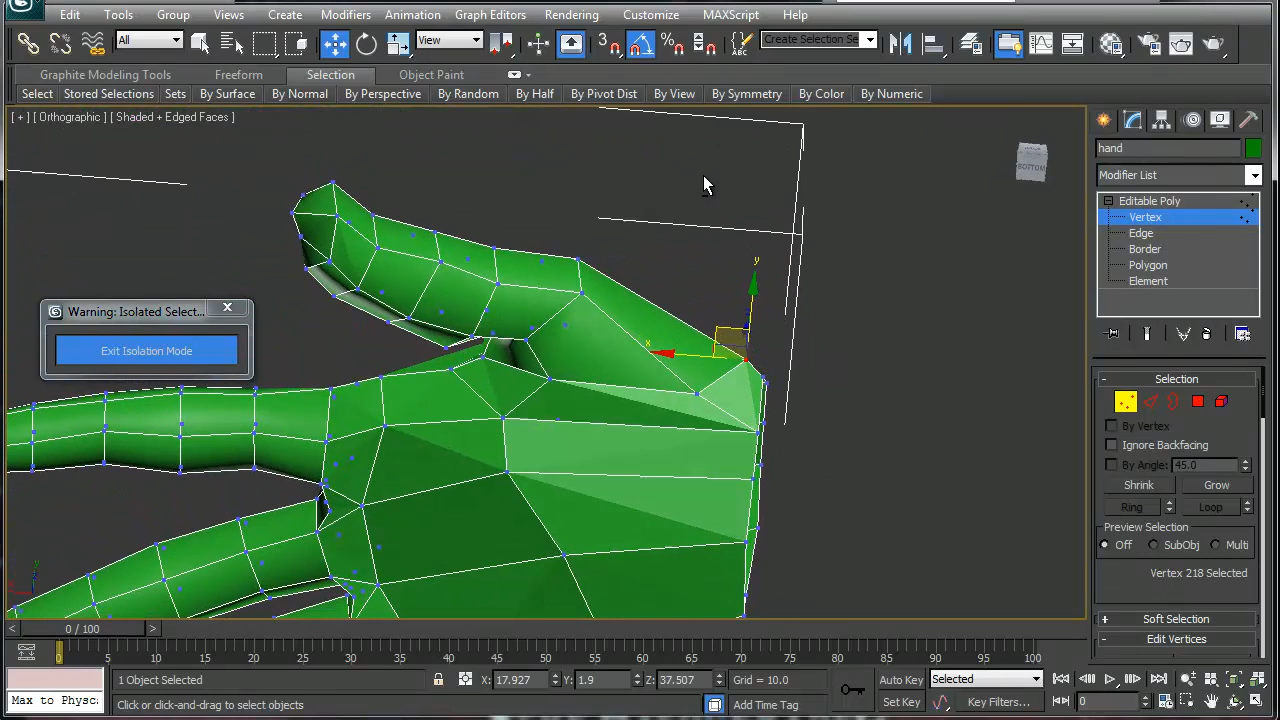 Edit Tools Group Views Create Modifiers Animation Graph Editors Rendering Customize MAXScript Help
All View 3 Create Selection Se
Graphite Modeling Tools Freeform Selection Object Paint
Select Stored Selections Sets By Surface By Normal By Perspective By Random By Half By Pivot Dist By View By Symmetry By Color By Numeric
[ + ] [ Orthographic ] [ Shaded + Edged Faces ]
BOTTOM
hand
Modifier List
Editable Poly
Vertex
Edge
Border
Polygon
Element
Warning: Isolated Select...
Exit Isolation Mode
y
x
- Selection
By Vertex
Ignore Backfacing
By Angle: 45.0
Shrink Grow
Ring Loop
Preview Selection
Off SubObj Multi
Vertex 218 Selected
+ Soft Selection
- Edit Vertices
< 0 / 100 >
0 5 10 15 20 25 30 35 40 45 50 55 60 65 70 75 80 85 90 95 100
1 Object Selected X: 17.927 Y: 1.9 Z: 37.507 Grid = 10.0 Auto Key Selected
Max to Physc Click or click-and-drag to select objects Add Time Tag Set Key Key Filters... 0